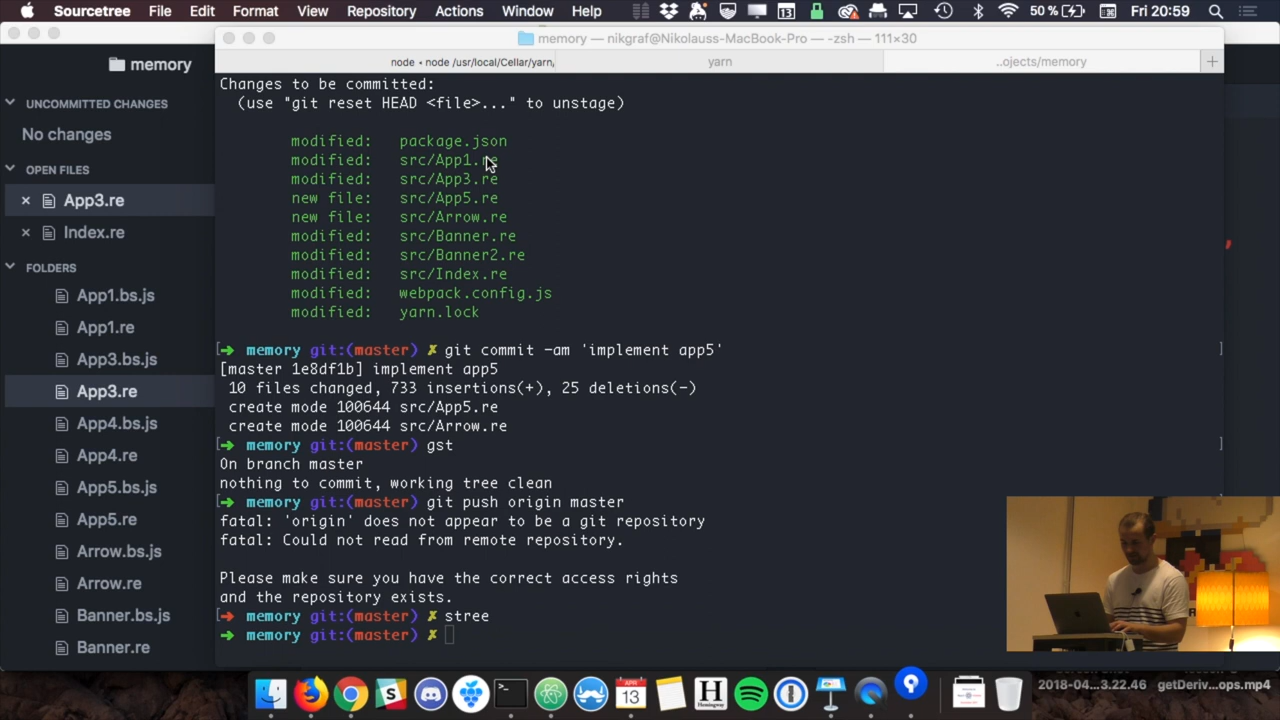 Sourcetree File Edit Format View Repository Actions Window Help 13 50 % Fri 20:59
memory — nikgraf@Nikolauss-MacBook-Pro — -zsh — 111×30
node • node /usr/local/Cellar/yarn, yarn ..ojects/memory +
memory
UNCOMMITTED CHANGES
No changes
OPEN FILES
× App3.re
× Index.re
FOLDERS
App1.bs.js
App1.re
App3.bs.js
App3.re
App4.bs.js
App4.re
App5.bs.js
App5.re
Arrow.bs.js
Arrow.re
Banner.bs.js
Banner.re
Changes to be committed:
(use "git reset HEAD <file>..." to unstage)
modified: package.json
modified: src/App1.re
modified: src/App3.re
new file: src/App5.re
new file: src/Arrow.re
modified: src/Banner.re
modified: src/Banner2.re
modified: src/Index.re
modified: webpack.config.js
modified: yarn.lock
[➜ memory git:(master) ✗ git commit -am 'implement app5' ]
[master 1e8df1b] implement app5
10 files changed, 733 insertions(+), 25 deletions(-)
create mode 100644 src/App5.re
create mode 100644 src/Arrow.re
[➜ memory git:(master) gst ]
On branch master
nothing to commit, working tree clean
[➜ memory git:(master) git push origin master
fatal: 'origin' does not appear to be a git repository
fatal: Could not read from remote repository.
Please make sure you have the correct access rights
and the repository exists.
[➜ memory git:(master) ✗ stree
➜ memory git:(master) ✗
APR
13
H
Hemingway
2018-04...3.22.46 getDeriv...ops.mp4